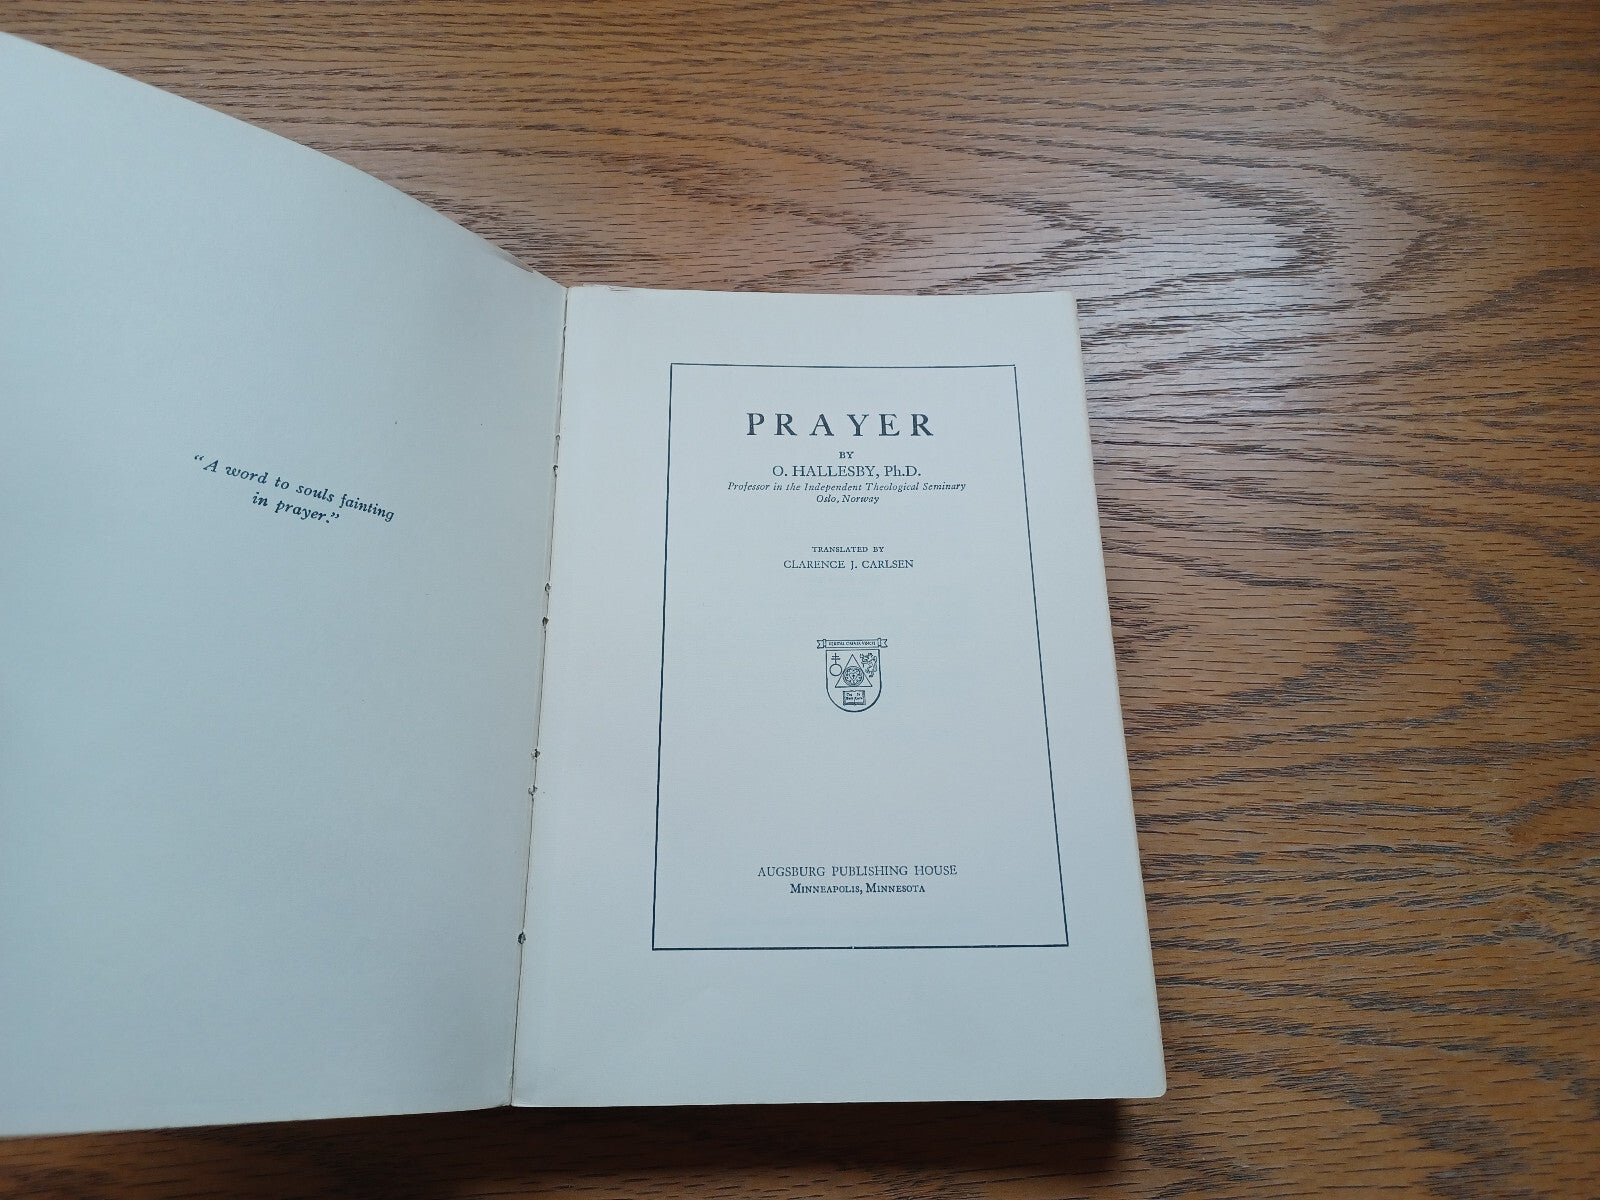 “A word to souls fainting
in prayer.”
PRAYER
BY
O. HALLESBY, Ph.D.
Professor in the Independent Theological Seminary
Oslo, Norway
TRANSLATED BY
CLARENCE J. CARLSEN
AUGSBURG PUBLISHING HOUSE
Minneapolis, Minnesota